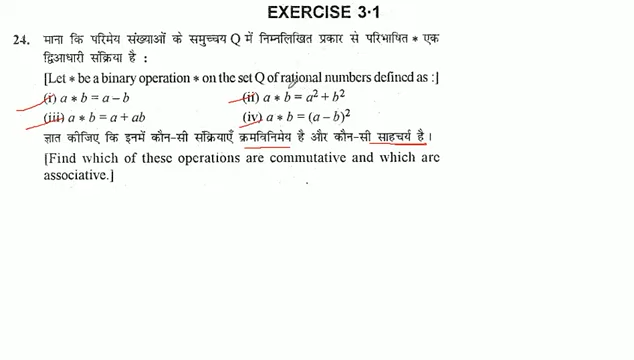 EXERCISE 3·1
24. माना कि परिमेय संख्याओं के समुच्चय Q में निम्नलिखित प्रकार से परिभाषित * एक
द्विआधारी संक्रिया है :
[Let * be a binary operation * on the set Q of rational numbers defined as :]
(i) a * b = a – b (ii) a * b = a² + b²
(iii) a * b = a + ab (iv) a * b = (a – b)²
ज्ञात कीजिए कि इनमें कौन-सी संक्रियाएँ क्रमविनिमेय है और कौन-सी साहचर्य है ।
[Find which of these operations are commutative and which are
associative.]